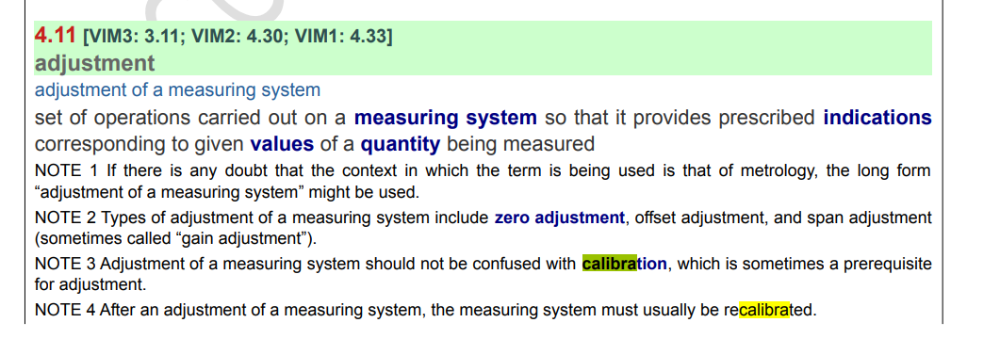 4.11 [VIM3: 3.11; VIM2: 4.30; VIM1: 4.33]
adjustment
adjustment of a measuring system
set of operations carried out on a measuring system so that it provides prescribed indications
corresponding to given values of a quantity being measured
NOTE 1 If there is any doubt that the context in which the term is being used is that of metrology, the long form
“adjustment of a measuring system” might be used.
NOTE 2 Types of adjustment of a measuring system include zero adjustment, offset adjustment, and span adjustment
(sometimes called “gain adjustment”).
NOTE 3 Adjustment of a measuring system should not be confused with calibration, which is sometimes a prerequisite
for adjustment.
NOTE 4 After an adjustment of a measuring system, the measuring system must usually be recalibrated.